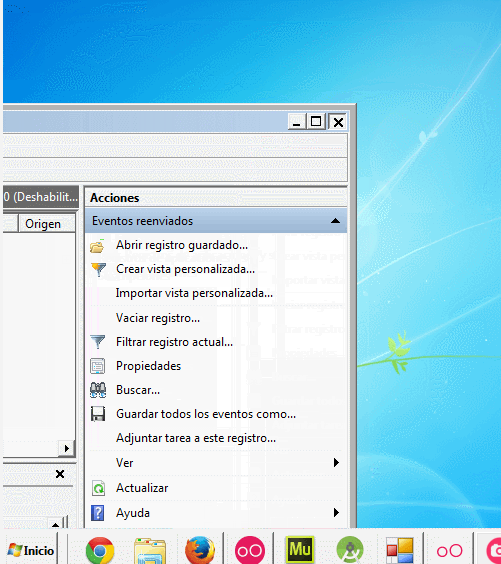 0 (Deshabilit...
Acciones
Origen
Eventos reenviados
Abrir registro guardado...
Crear vista personalizada...
Importar vista personalizada...
Vaciar registro...
Filtrar registro actual...
Propiedades
Buscar...
Guardar todos los eventos como...
Adjuntar tarea a este registro...
Ver
Actualizar
Ayuda
Inicio
Mu